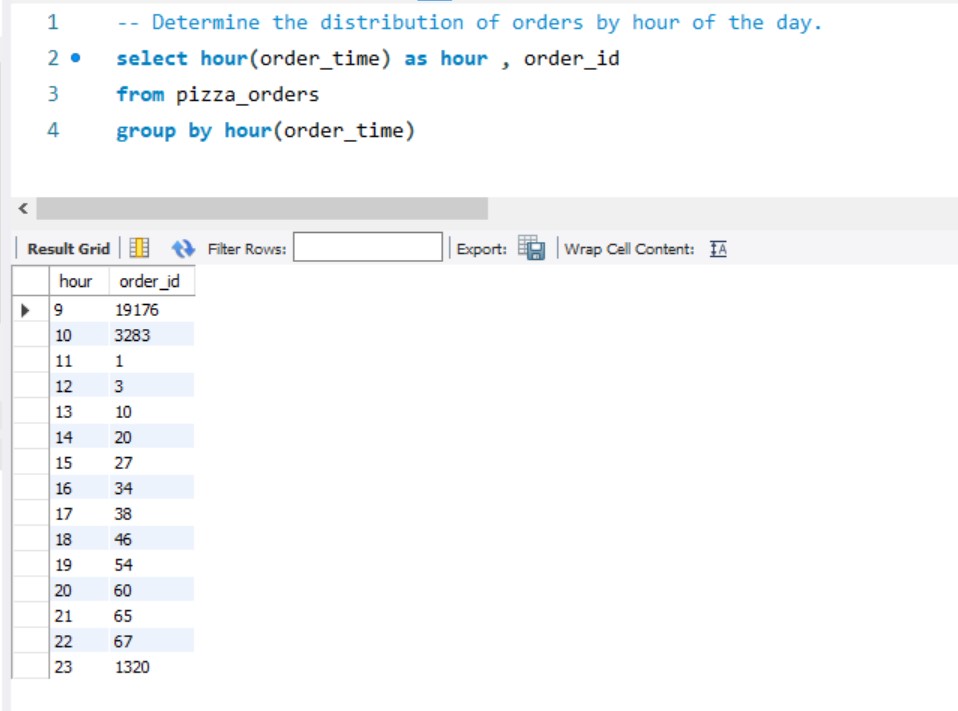 1 -- Determine the distribution of orders by hour of the day.
2 select hour(order_time) as hour , order_id
3 from pizza_orders
4 group by hour(order_time)
Result Grid Filter Rows: Export: Wrap Cell Content: IA
hour order_id
9 19176
10 3283
11 1
12 3
13 10
14 20
15 27
16 34
17 38
18 46
19 54
20 60
21 65
22 67
23 1320